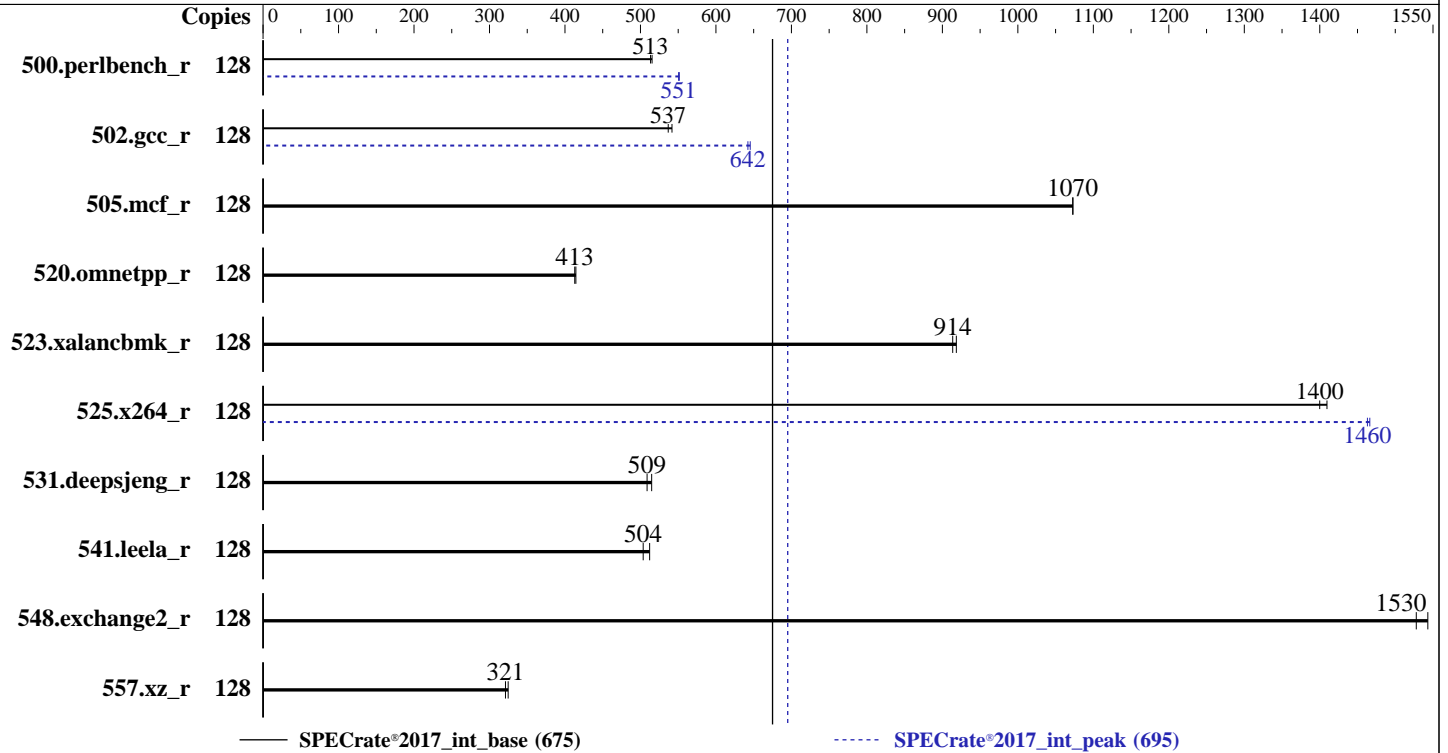 Copies 0 100 200 300 400 500 600 700 800 900 1000 1100 1200 1300 1400 1550
500.perlbench_r 128 513
551
502.gcc_r 128 537
642
505.mcf_r 128 1070
520.omnetpp_r 128 413
523.xalancbmk_r 128 914
525.x264_r 128 1400
1460
531.deepsjeng_r 128 509
541.leela_r 128 504
548.exchange2_r 128 1530
557.xz_r 128 321
SPECrate®2017_int_base (675) SPECrate®2017_int_peak (695)